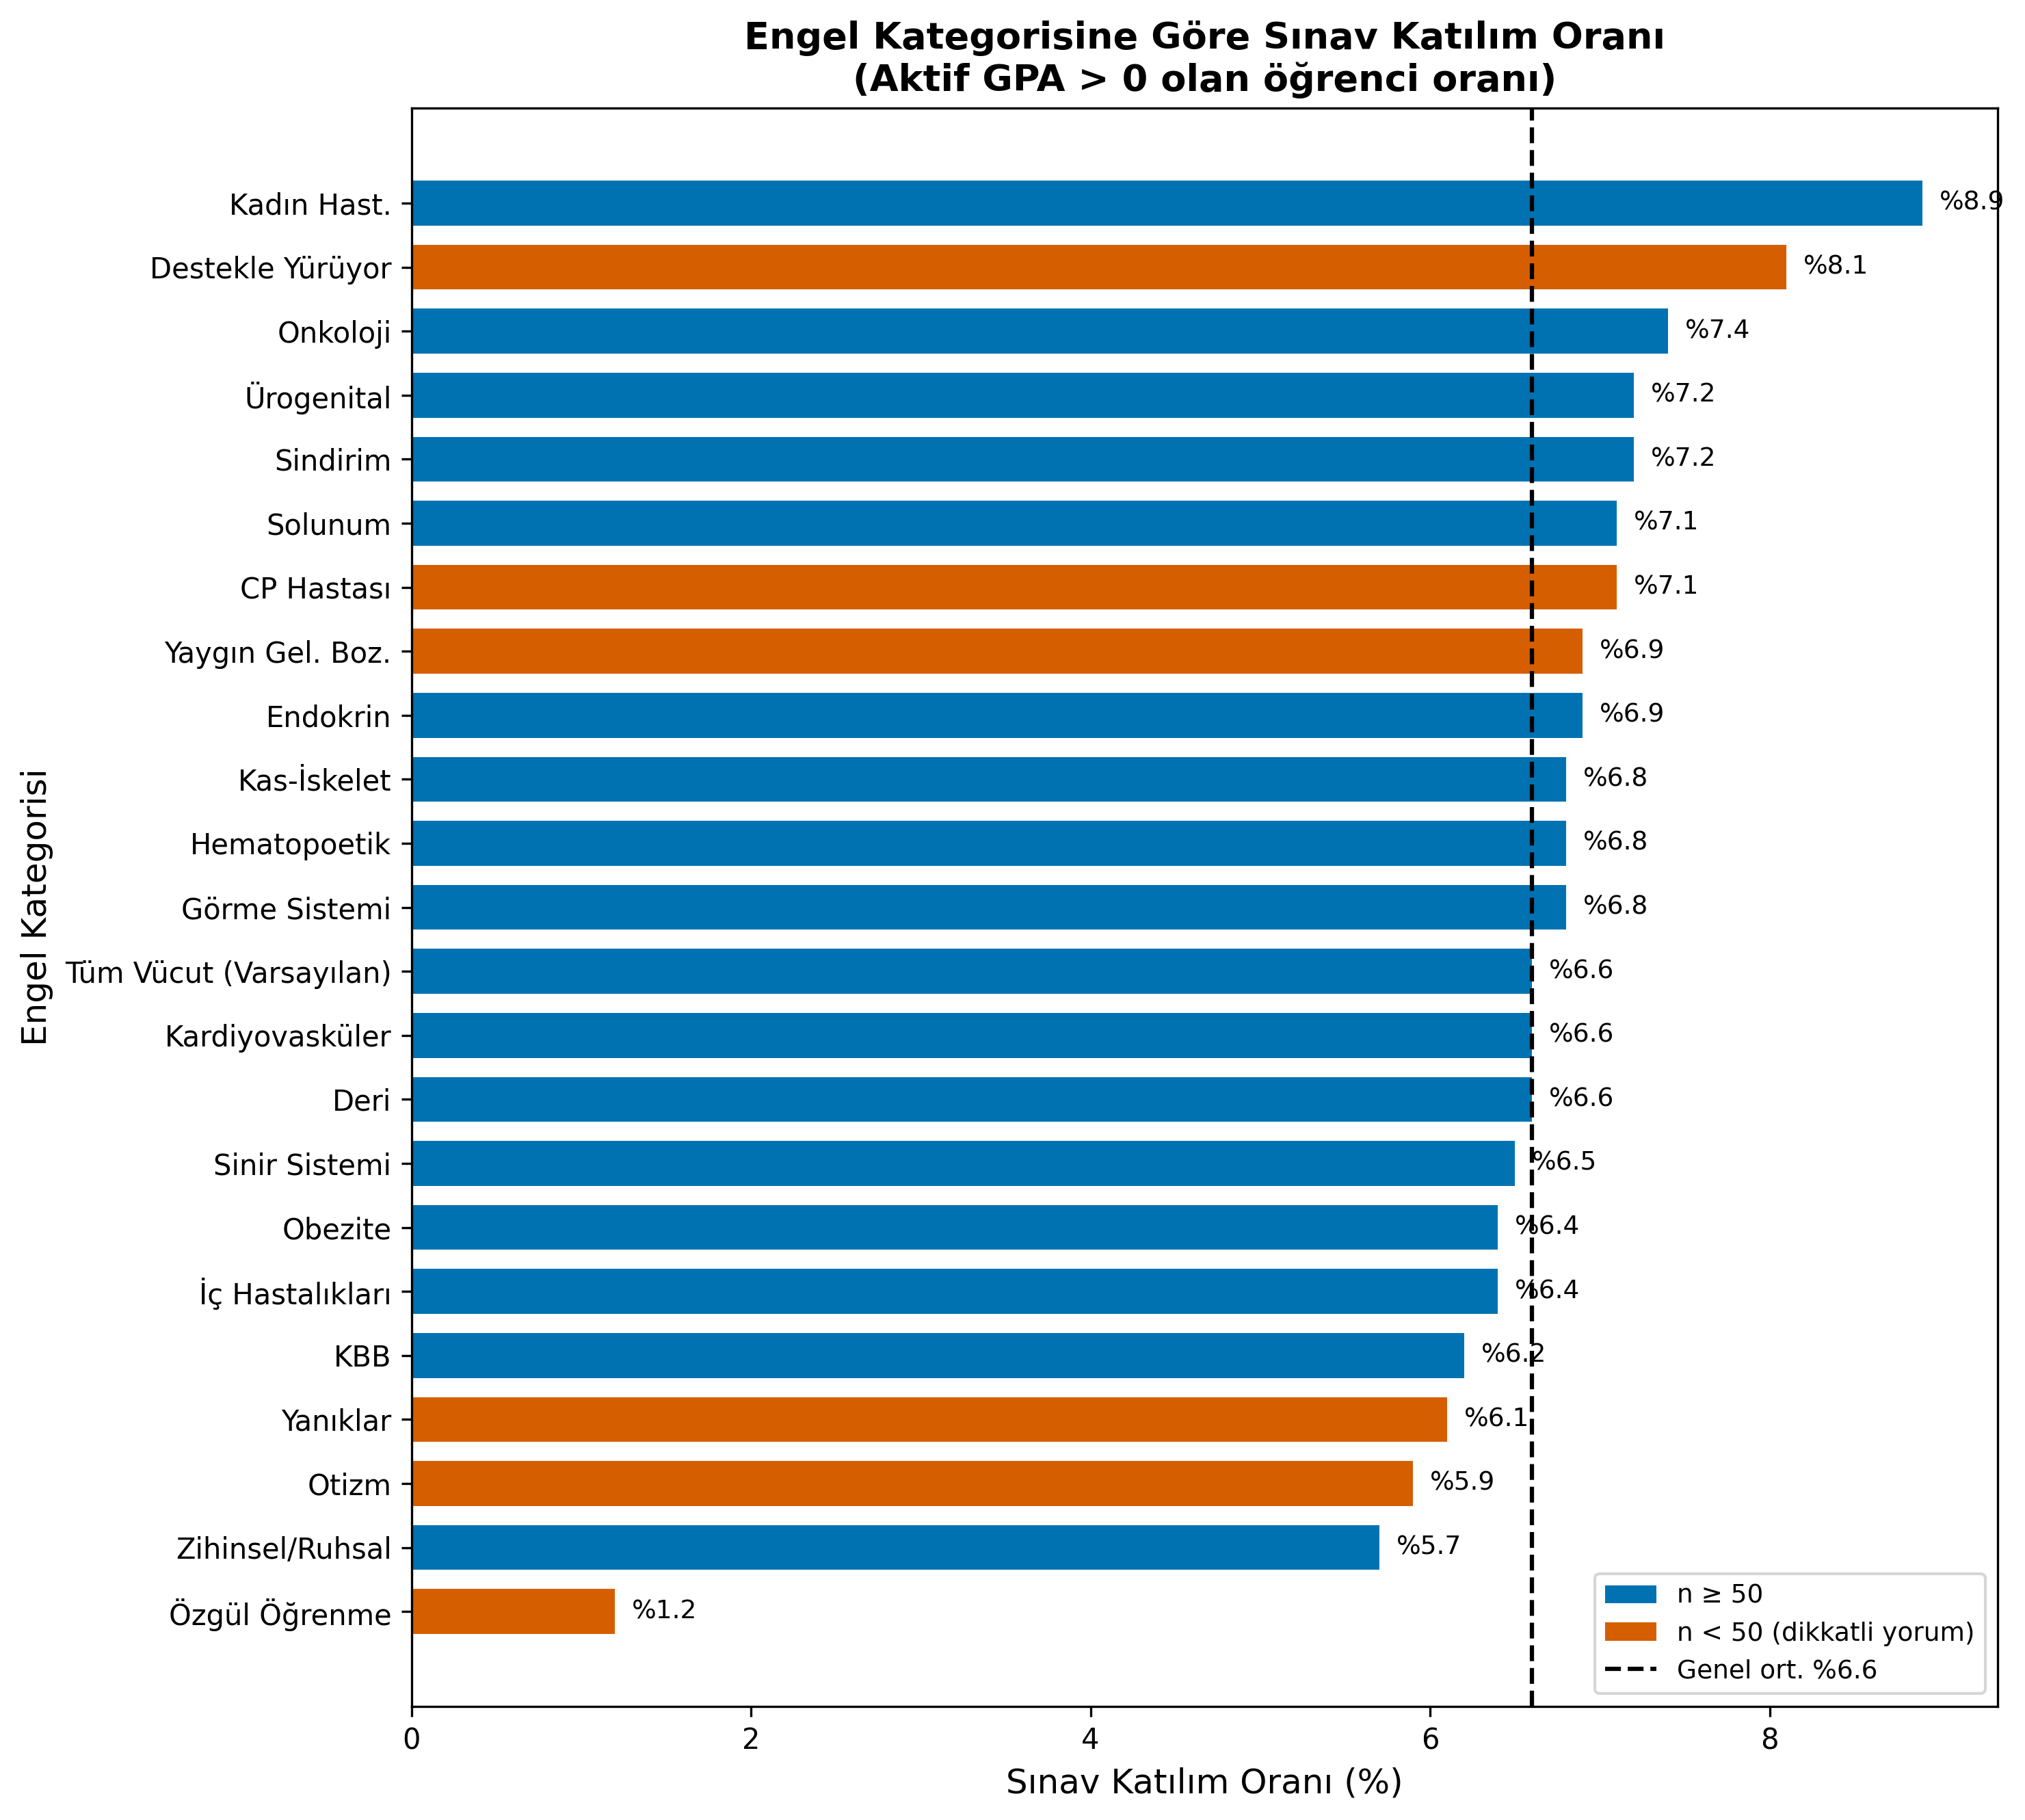 Engel Kategorisine Göre Sınav Katılım Oranı
(Aktif GPA > 0 olan öğrenci oranı)
Engel Kategorisi
Kadın Hast. %8.9
Destekle Yürüyor %8.1
Onkoloji %7.4
Ürogenital %7.2
Sindirim %7.2
Solunum %7.1
CP Hastası %7.1
Yaygın Gel. Boz. %6.9
Endokrin %6.9
Kas-İskelet %6.8
Hematopoetik %6.8
Görme Sistemi %6.8
Tüm Vücut (Varsayılan) %6.6
Kardiyovasküler %6.6
Deri %6.6
Sinir Sistemi %6.5
Obezite %6.4
İç Hastalıkları %6.4
KBB %6.2
Yanıklar %6.1
Otizm %5.9
Zihinsel/Ruhsal %5.7
Özgül Öğrenme %1.2
n ≥ 50
n < 50 (dikkatli yorum)
Genel ort. %6.6
0 2 4 6 8
Sınav Katılım Oranı (%)